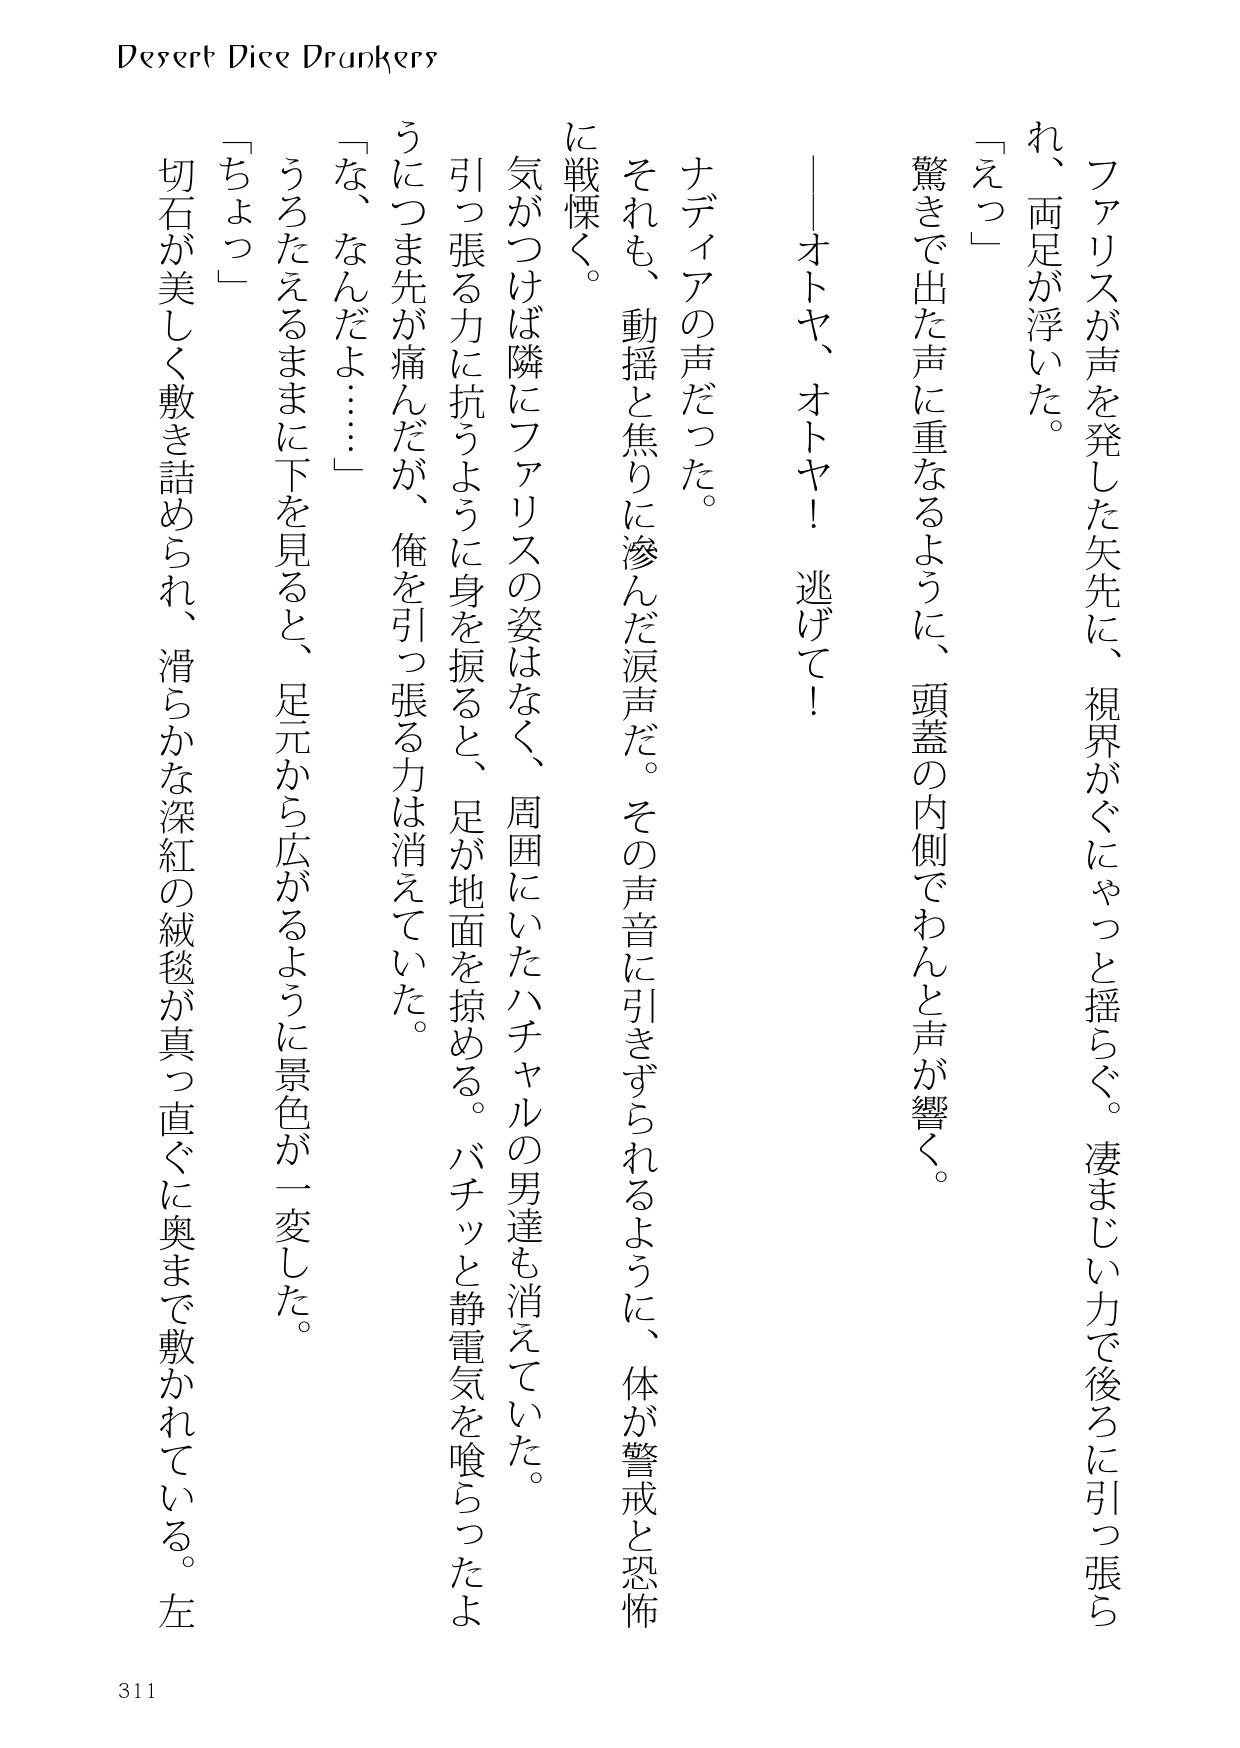 Desert Dice Drunkers
　ファリスが声を発した矢先に、視界がぐにゃっと揺らぐ。凄まじい力で後ろに引っ張ら
れ、両足が浮いた。
「えっ」
　驚きで出た声に重なるように、頭蓋の内側でわんと声が響く。
　――オトヤ、オトヤ！　逃げて！
　ナディアの声だった。
　それも、動揺と焦りに滲んだ涙声だ。その声音に引きずられるように、体が警戒と恐怖
に戦慄く。
　気がつけば隣にファリスの姿はなく、周囲にいたハチャルの男達も消えていた。
　引っ張る力に抗うように身を捩ると、足が地面を掠める。バチッと静電気を喰らったよ
うにつま先が痛んだが、俺を引っ張る力は消えていた。
「な、なんだよ……」
　うろたえるままに下を見ると、足元から広がるように景色が一変した。
「ちょっ」
　切石が美しく敷き詰められ、滑らかな深紅の絨毯が真っ直ぐに奥まで敷かれている。左
311